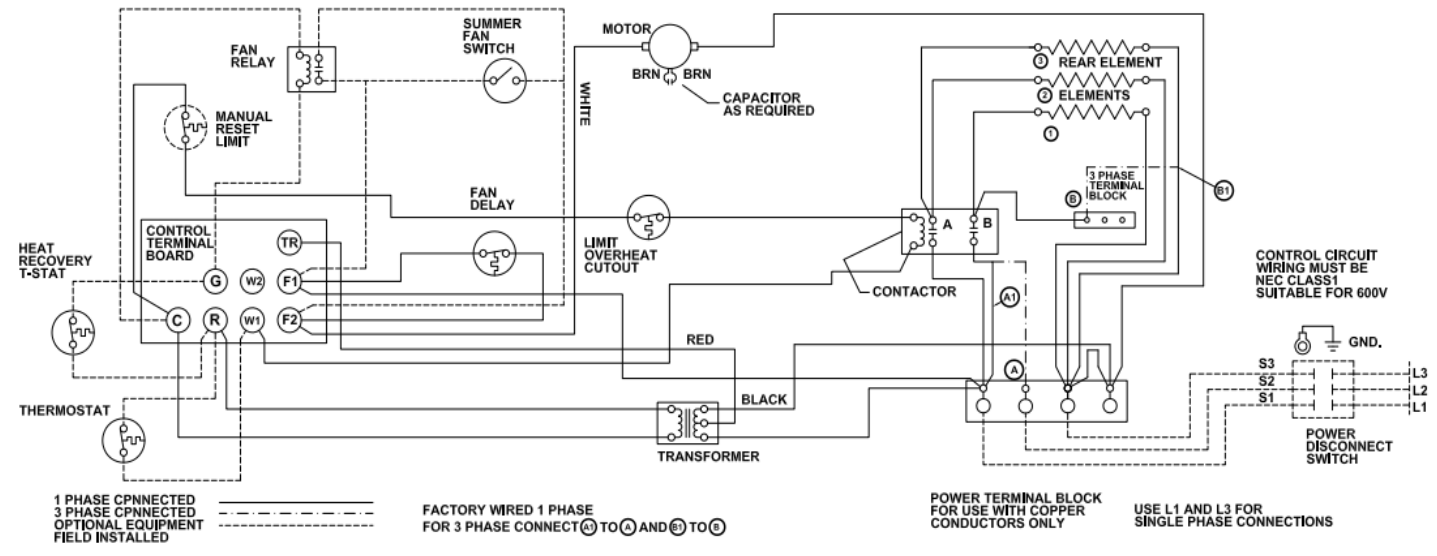 FAN
RELAY
SUMMER
FAN
SWITCH
MOTOR
BRN BRN
CAPACITOR
AS REQUIRED
WHITE
3 REAR ELEMENT
2 ELEMENTS
1
MANUAL
RESET
LIMIT
3 PHASE
TERMINAL
BLOCK
B
B1
FAN
DELAY
LIMIT
OVERHEAT
CUTOUT
A B
CONTACTOR
CONTROL
TERMINAL
BOARD
TR
G W2 F1
C R W1 F2
HEAT
RECOVERY
T-STAT
THERMOSTAT
RED
BLACK
TRANSFORMER
A1
A
CONTROL CIRCUIT
WIRING MUST BE
NEC CLASS1
SUITABLE FOR 600V
GND.
S3 L3
S2 L2
S1 L1
POWER
DISCONNECT
SWITCH
1 PHASE CPNNECTED
3 PHASE CPNNECTED
OPTIONAL EQUIPMENT
FIELD INSTALLED
FACTORY WIRED 1 PHASE
FOR 3 PHASE CONNECT A1 TO A AND B1 TO B
POWER TERMINAL BLOCK
FOR USE WITH COPPER
CONDUCTORS ONLY
USE L1 AND L3 FOR
SINGLE PHASE CONNECTIONS